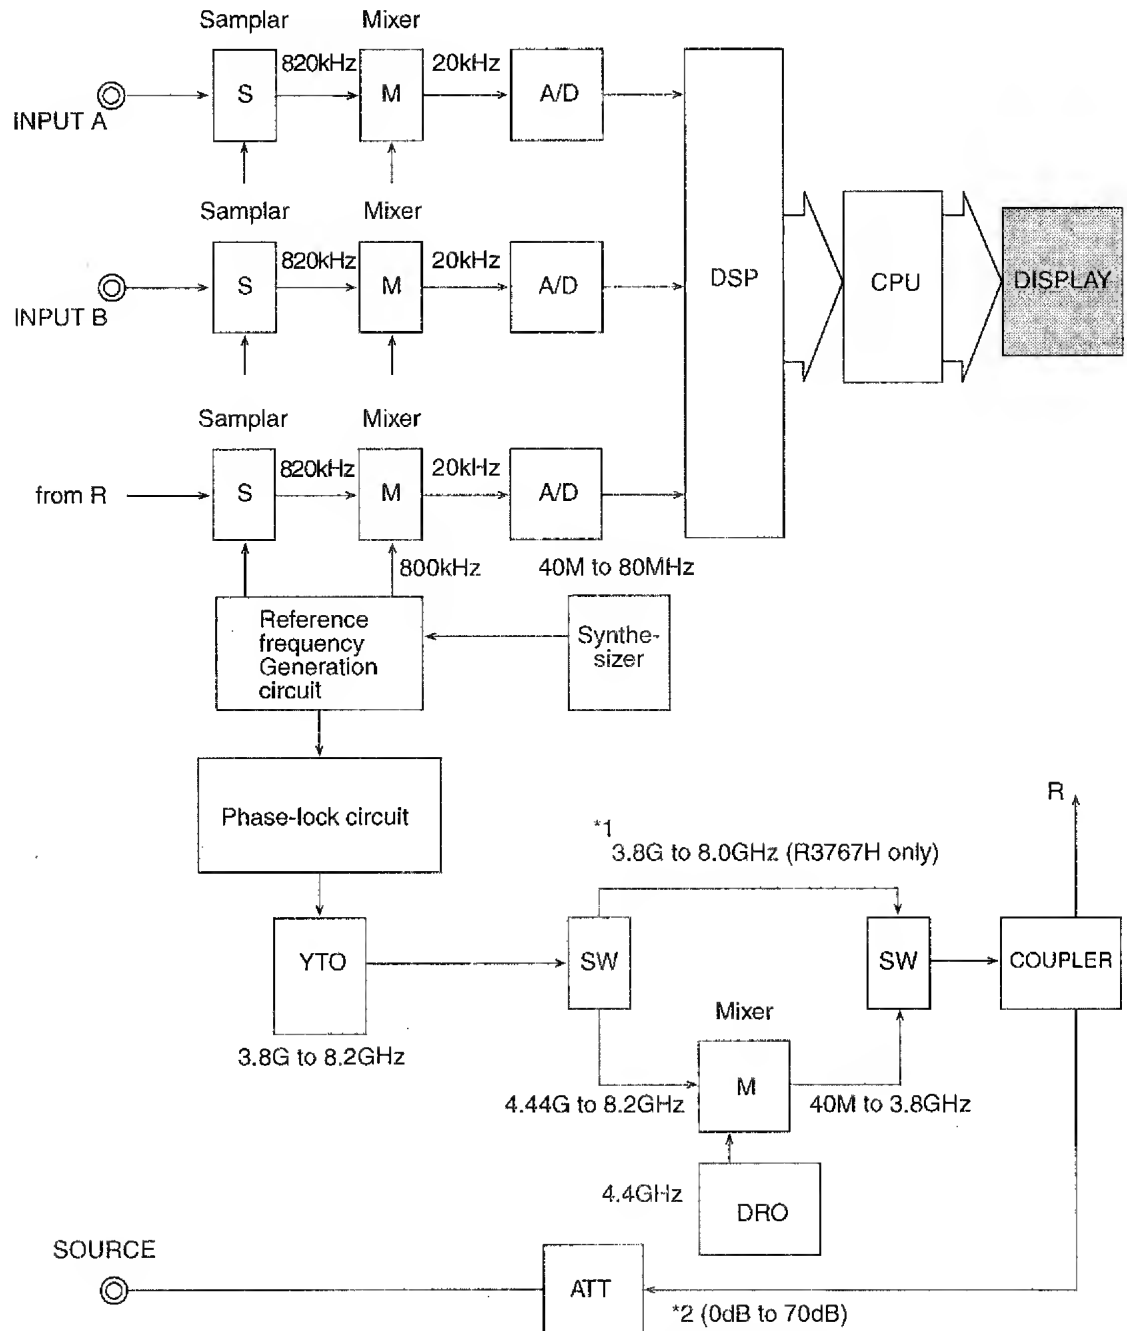 Samplar
Mixer
820kHz
20kHz
S
M
A/D
INPUT A
Samplar
Mixer
820kHz
20kHz
S
M
A/D
INPUT B
DSP
CPU
DISPLAY
Samplar
Mixer
820kHz
20kHz
from R
S
M
A/D
800kHz
40M to 80MHz
Reference
frequency
Generation
circuit
Synthe-
sizer
Phase-lock circuit
R
*1
3.8G to 8.0GHz (R3767H only)
YTO
SW
SW
COUPLER
3.8G to 8.2GHz
Mixer
M
4.44G to 8.2GHz
40M to 3.8GHz
4.4GHz
DRO
SOURCE
ATT
*2 (0dB to 70dB)